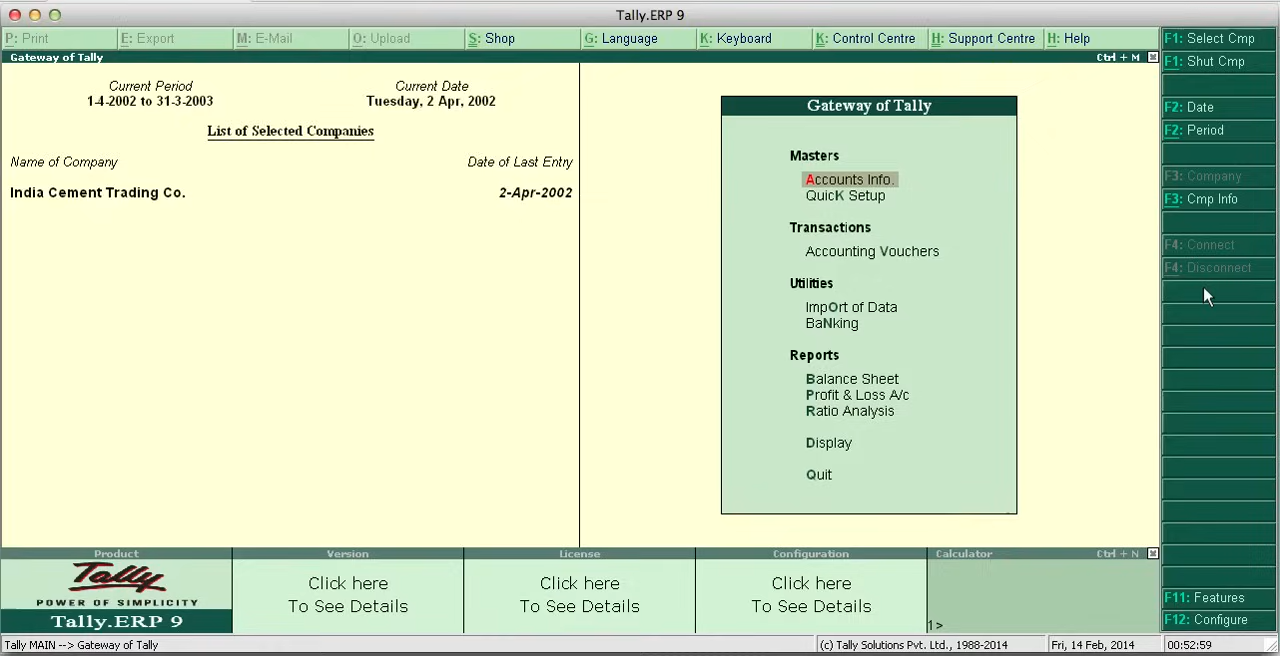 Tally.ERP 9
P: Print E: Export M: E-Mail O: Upload S: Shop G: Language K: Keyboard K: Control Centre H: Support Centre H: Help
Gateway of Tally Ctrl + M
Current Period Current Date
1-4-2002 to 31-3-2003 Tuesday, 2 Apr, 2002
List of Selected Companies
Name of Company Date of Last Entry
India Cement Trading Co. 2-Apr-2002
Gateway of Tally
Masters
Accounts Info.
QuicK Setup
Transactions
Accounting Vouchers
Utilities
ImpOrt of Data
BaNking
Reports
Balance Sheet
Profit & Loss A/c
Ratio Analysis
Display
Quit
F1: Select Cmp
F1: Shut Cmp
F2: Date
F2: Period
F3: Company
F3: Cmp Info
F4: Connect
F4: Disconnect
F11: Features
F12: Configure
Product Version License Configuration Calculator Ctrl + N
Tally
POWER OF SIMPLICITY
Tally.ERP 9
Click here
To See Details
Click here
To See Details
Click here
To See Details
1>
Tally MAIN --> Gateway of Tally (c) Tally Solutions Pvt. Ltd., 1988-2014 Fri, 14 Feb, 2014 00:52:59